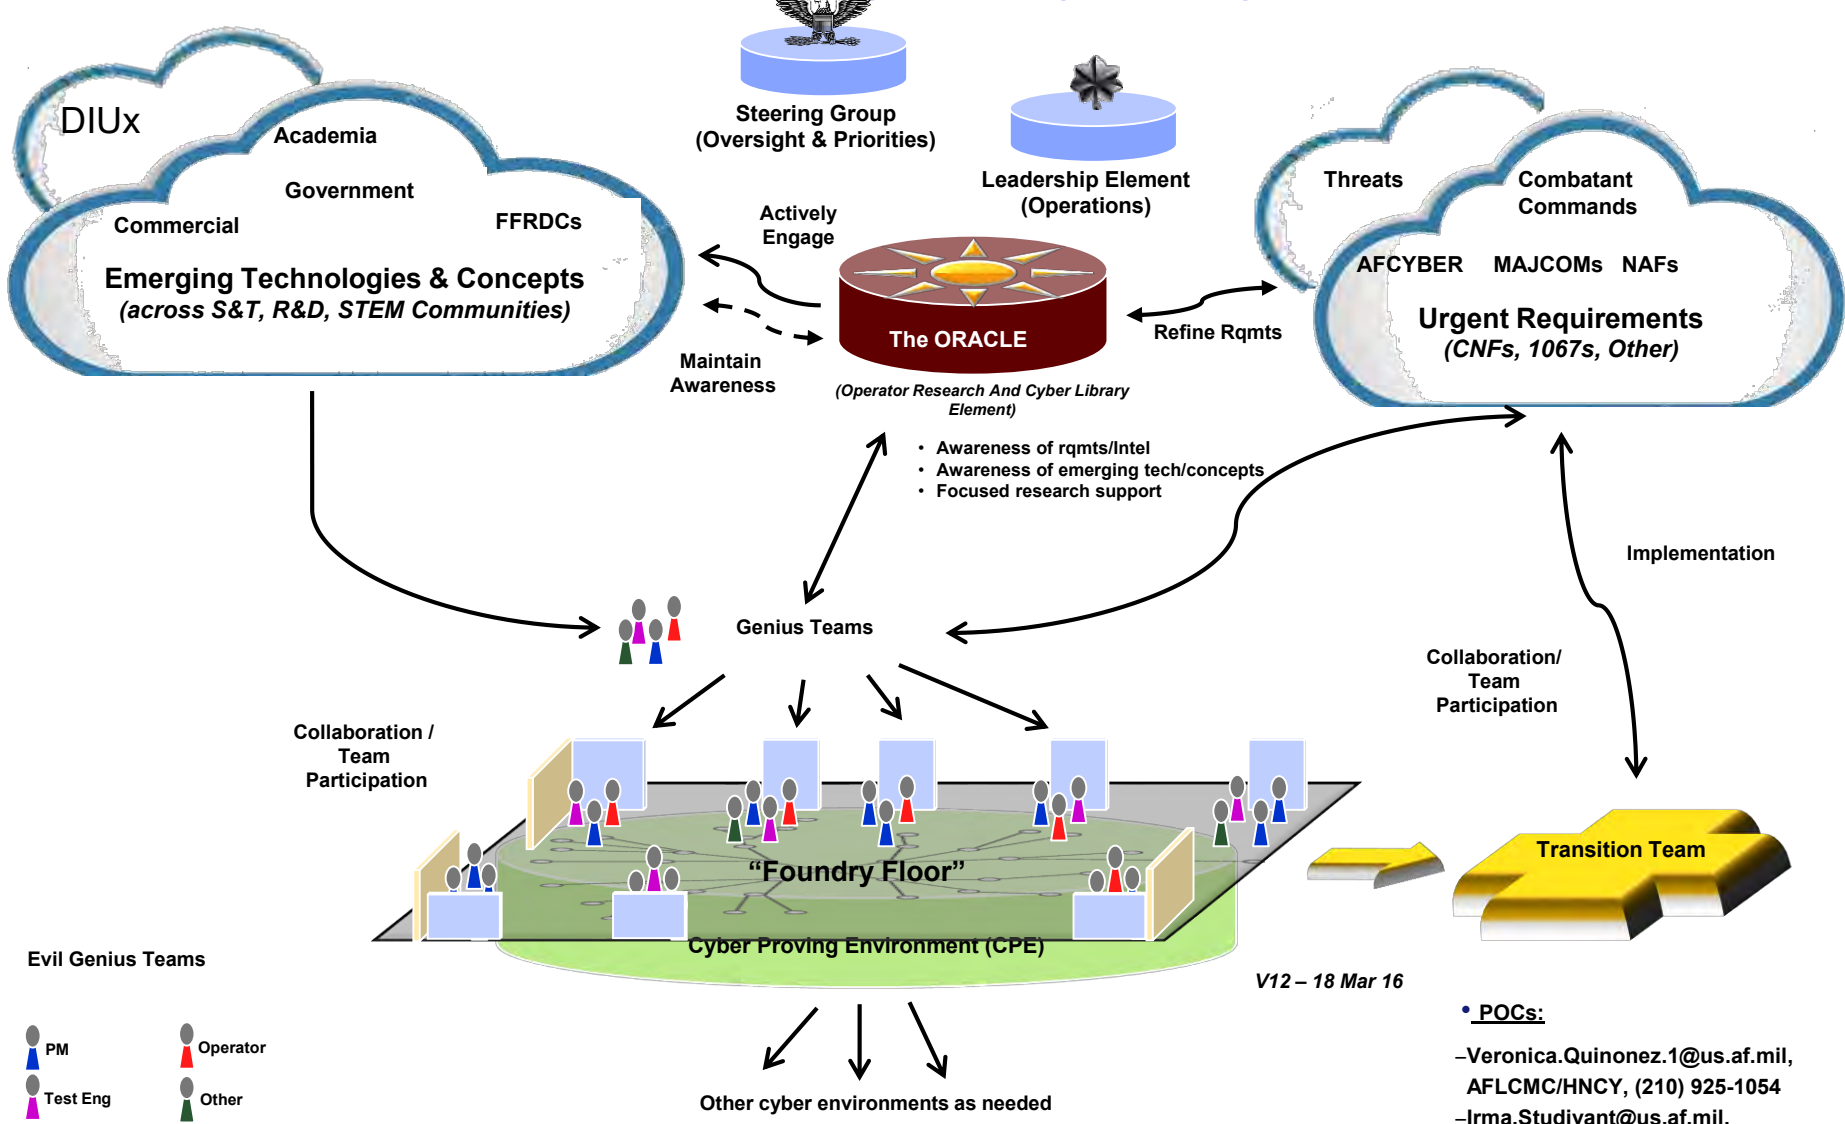 DIUx
Academia
Government
Commercial
FFRDCs
Emerging Technologies & Concepts
(across S&T, R&D, STEM Communities)
Steering Group
(Oversight & Priorities)
Leadership Element
(Operations)
Actively
Engage
Maintain
Awareness
The ORACLE
(Operator Research And Cyber Library
Element)
• Awareness of rqmts/Intel
• Awareness of emerging tech/concepts
• Focused research support
Refine Rqmts
Threats
Combatant
Commands
AFCYBER MAJCOMs NAFs
Urgent Requirements
(CNFs, 1067s, Other)
Implementation
Genius Teams
Collaboration/
Team
Participation
Collaboration /
Team
Participation
"Foundry Floor"
Cyber Proving Environment (CPE)
Transition Team
Evil Genius Teams
PM
Operator
Test Eng
Other
Other cyber environments as needed
V12 – 18 Mar 16
• POCs:
–Veronica.Quinonez.1@us.af.mil,
AFLCMC/HNCY, (210) 925-1054
–Irma.Studivant@us.af.mil,